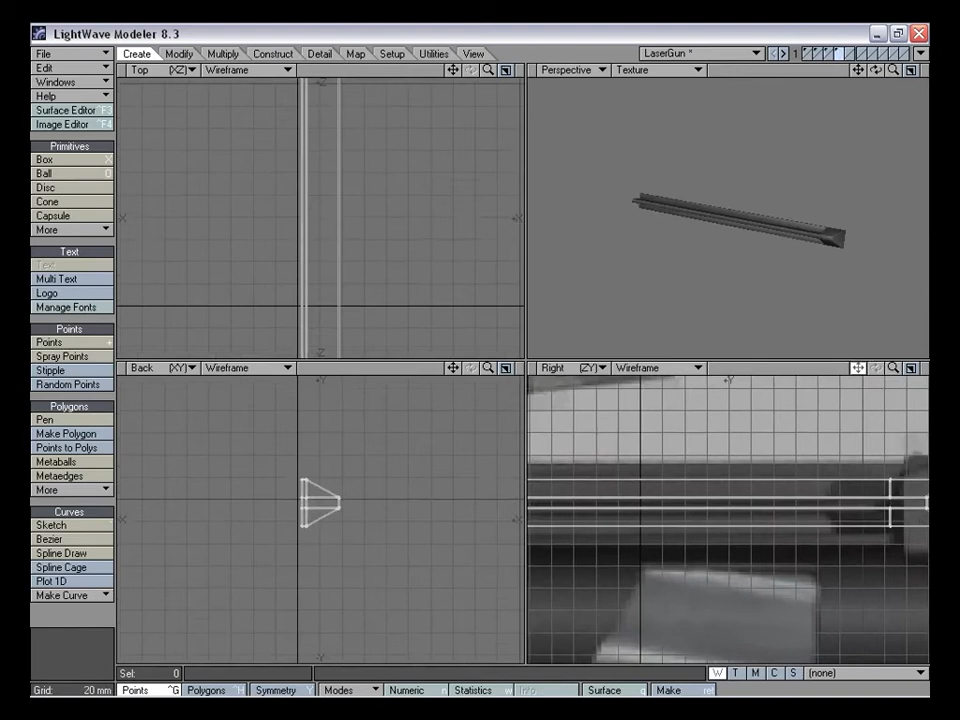 LightWave Modeler 8.3
File
Create Modify Multiply Construct Detail Map Setup Utilities View
LaserGun *
1
Edit
Top (XZ) Wireframe
Perspective Texture
Windows
Help
Surface Editor F3
Image Editor ^F4
Primitives
Box X
Ball O
Disc
Cone
Capsule
More
Text
Text
Multi Text
Logo
Manage Fonts
Points
Points +
Spray Points
Stipple
Random Points
Back (XY) Wireframe
Right (ZY) Wireframe
Polygons
Pen
Make Polygon
Points to Polys
Metaballs
Metaedges
More
Curves
Sketch
Bezier
Spline Draw
Spline Cage
Plot 1D
Make Curve
Sel: 0
W T M C S (none)
Grid: 20 mm
Points ^G
Polygons ^H
Symmetry Y
Modes
Numeric n
Statistics w
Info
Surface q
Make ret